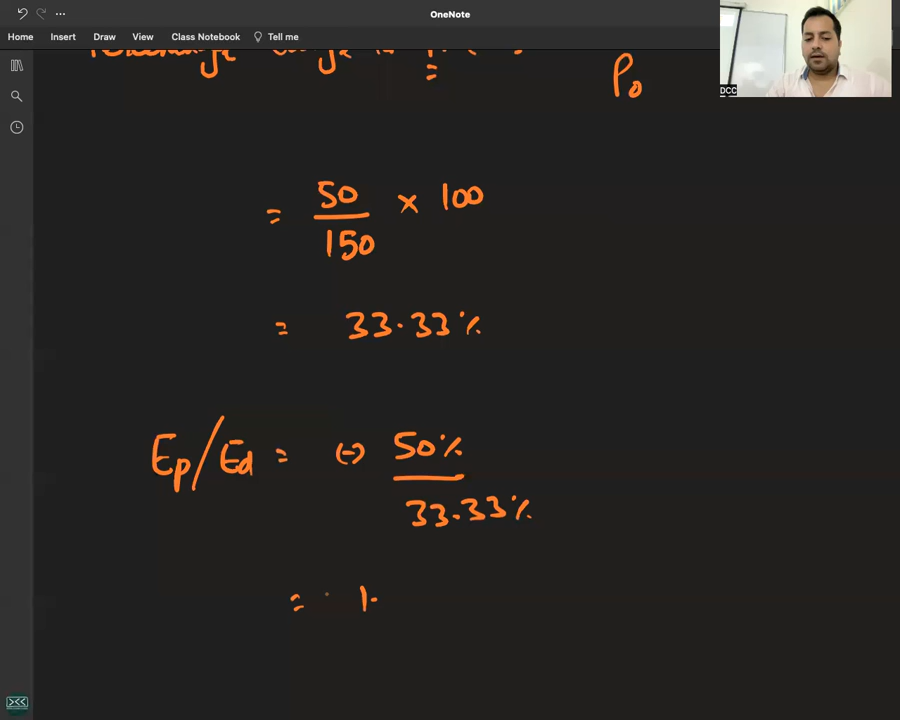 OneNote
Home Insert Draw View Class Notebook Tell me
DCC
P₀
= 50/150 × 100
= 33.33%
Ep/Ed = (-) 50%/33.33%
= 1.